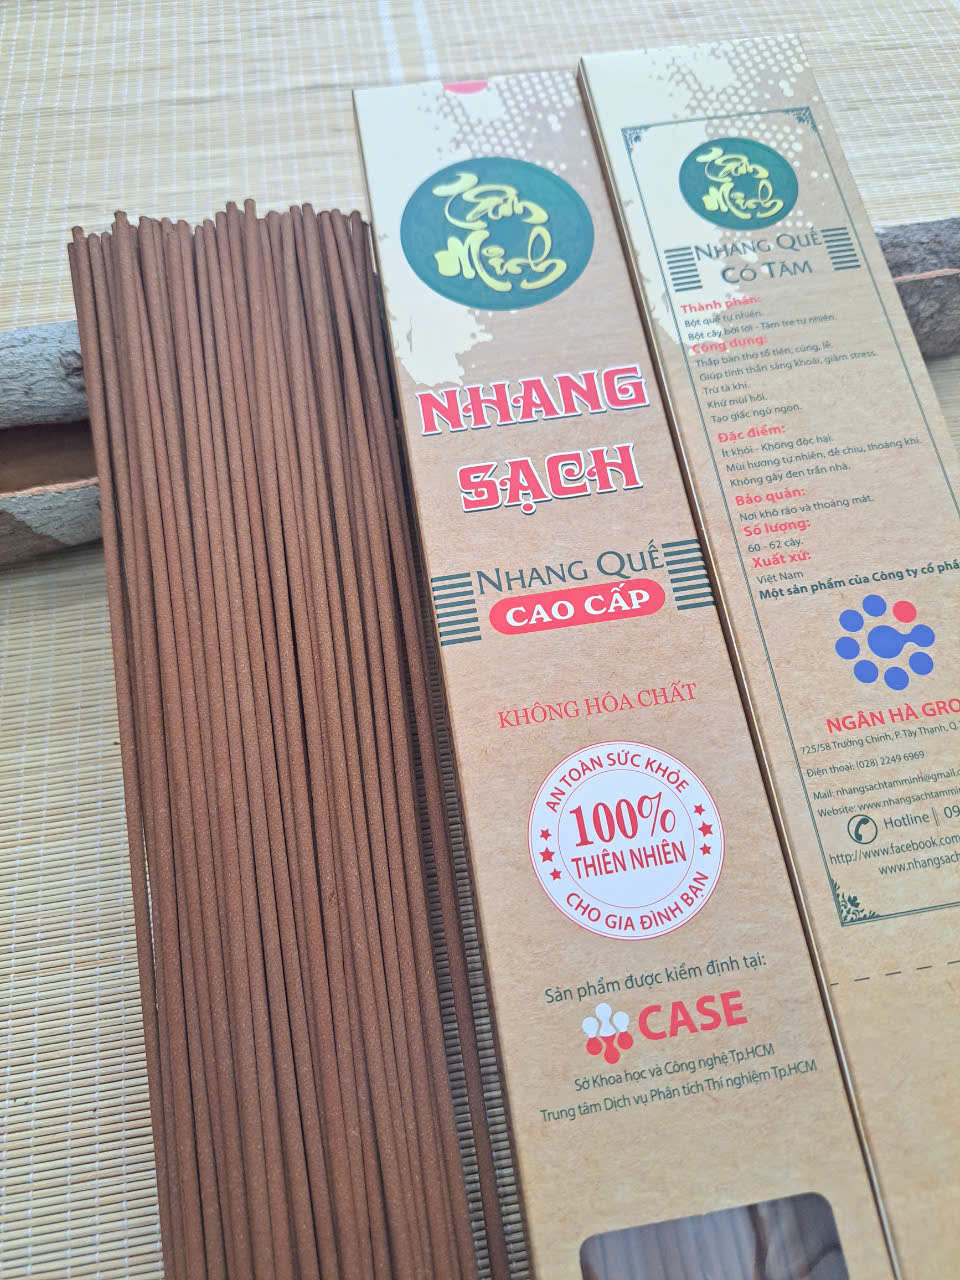 Tâm
Minh
NHANG
SẠCH
NHANG QUẾ
CAO CẤP
KHÔNG HÓA CHẤT
AN TOÀN SỨC KHỎE
100%
THIÊN NHIÊN
CHO GIA ĐÌNH BẠN
Sản phẩm được kiểm định tại:
CASE
Sở Khoa học và Công nghệ Tp.HCM
Trung tâm Dịch vụ Phân tích Thí nghiệm Tp.HCM
Tâm
Minh
NHANG QUẾ
CÓ TÂM
Thành phần:
Bột quế tự nhiên.
Bột cây bời lời - Tăm tre tự nhiên.
Công dụng:
Thắp bàn thờ tổ tiên, cúng, lễ.
Giúp tinh thần sảng khoái, giảm stress.
Trừ tà khí.
Khử mùi hôi.
Tạo giấc ngủ ngon.
Đặc điểm:
Ít khói - Không độc hại.
Mùi hương tự nhiên, dễ chịu, thoáng khí.
Không gây đen trần nhà.
Bảo quản:
Nơi khô ráo và thoáng mát.
Số lượng:
60 - 62 cây.
Xuất xứ:
Việt Nam
Một sản phẩm của Công ty cổ phầ
NGÂN HÀ GRO
725/58 Trường Chinh, P.Tây Thạnh, Q.
Điện thoại: (028) 2249 6969
Mail: nhangsachtamminh@gmail.c
Website: www.nhangsachtammin
Hotline | 09
http://www.facebook.com
www.nhangsach